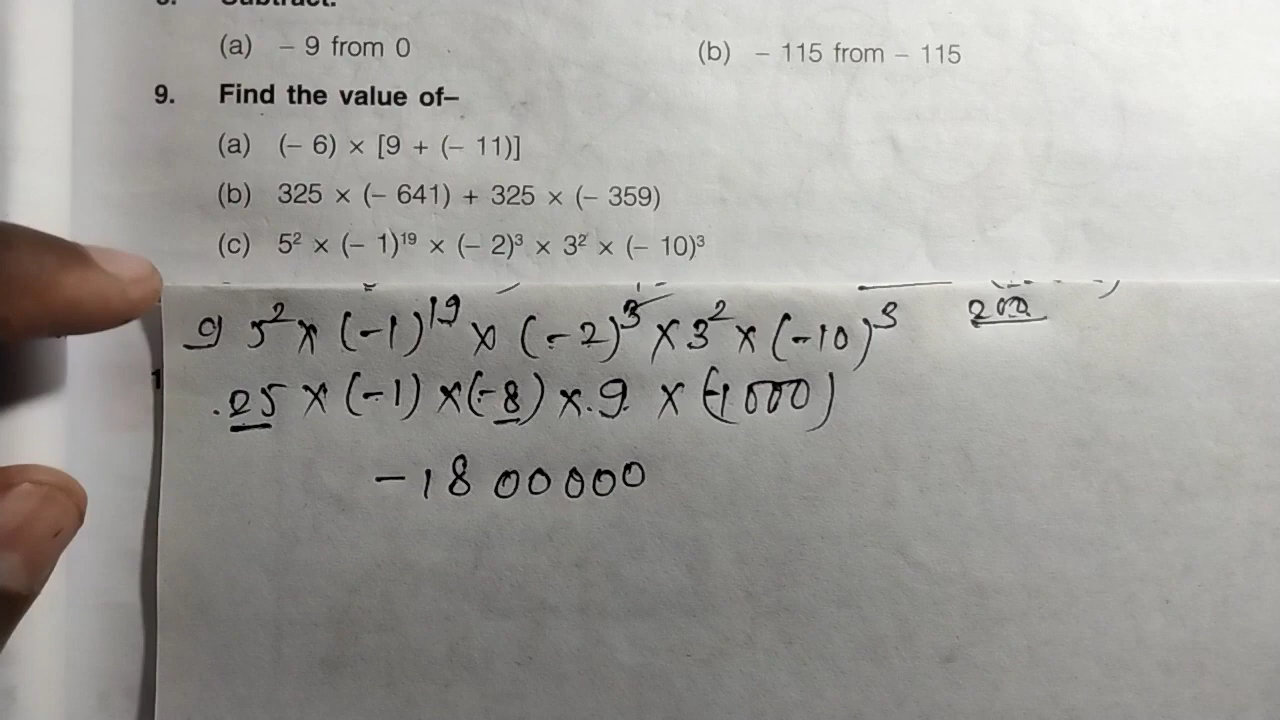 Subtract:
(a) – 9 from 0 (b) – 115 from – 115
9. Find the value of–
(a) (– 6) × [9 + (– 11)]
(b) 325 × (– 641) + 325 × (– 359)
(c) 5² × (– 1)¹⁹ × (– 2)³ × 3² × (– 10)³
200
9 5² × (-1)¹⁹ × (-2)³ × 3² × (-10)³
25 × (-1) × (-8) × 9 × (-1000)
-1800000